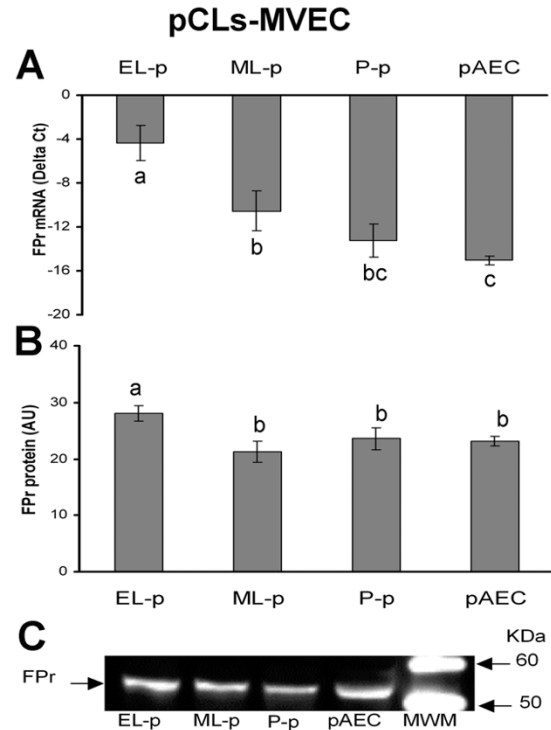 pCLs-MVEC
A
EL-p ML-p P-p pAEC
FPr mRNA (Delta Ct)
0
-4
-8
-12
-16
-20
a
b
bc
c
B
FPr protein (AU)
40
30
20
10
0
a
b
b
b
EL-p ML-p P-p pAEC
C
KDa
FPr
60
50
EL-p ML-p P-p pAEC MWM